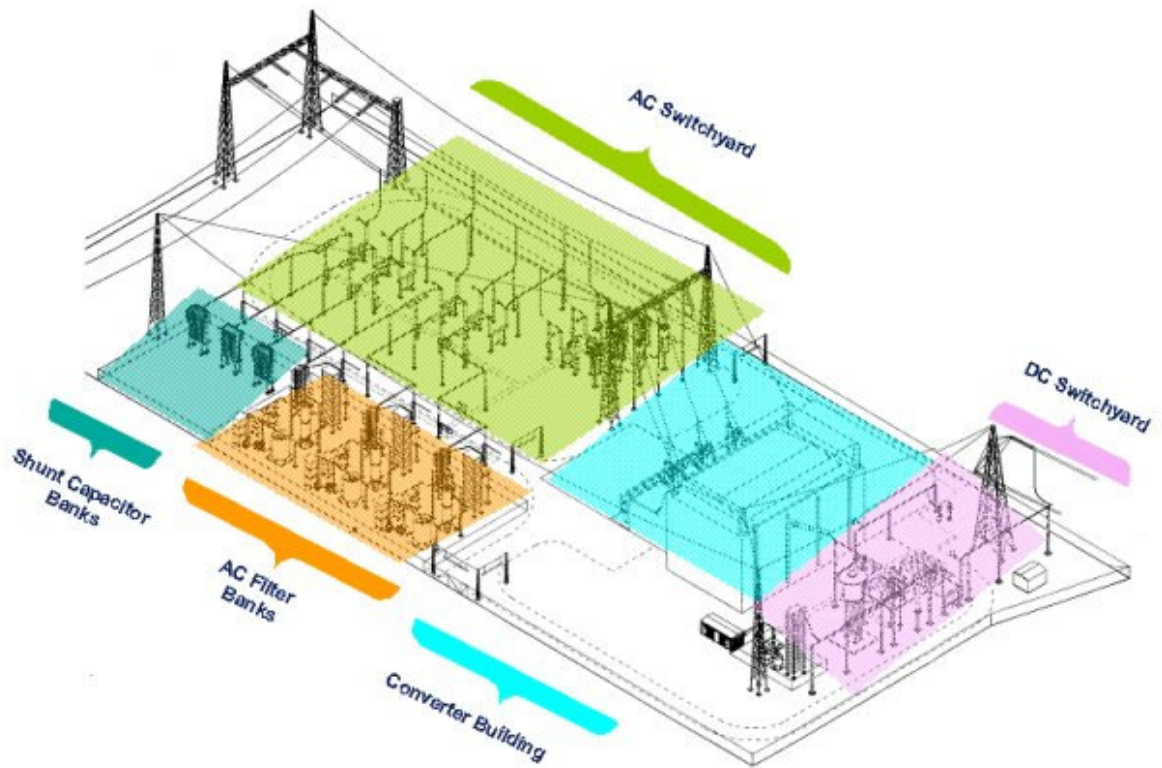 AC Switchyard
DC Switchyard
Shunt Capacitor
Banks
AC Filter
Banks
Converter Building